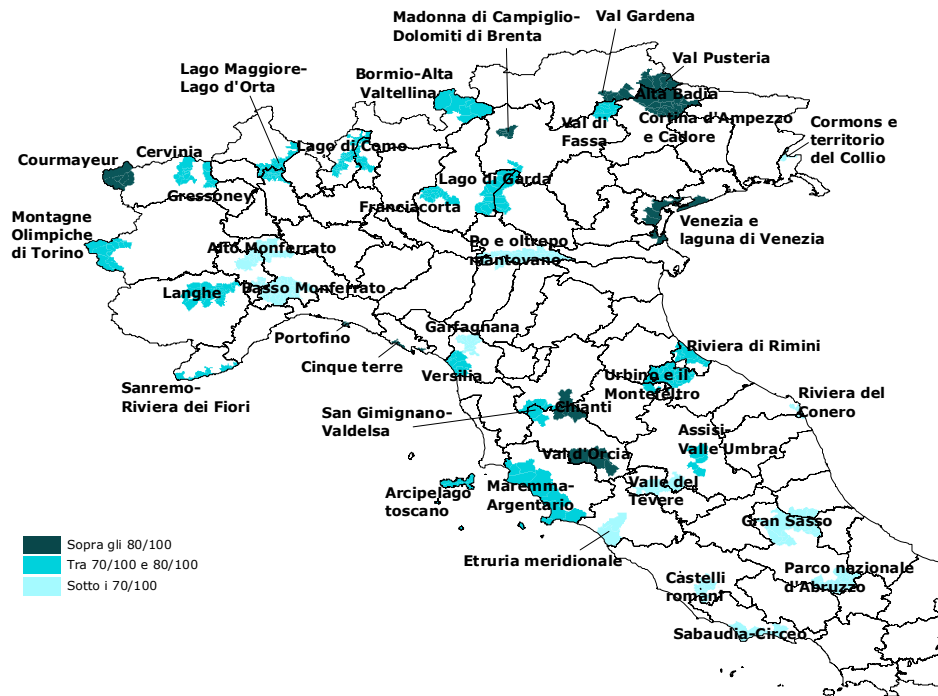 Madonna di Campiglio-
Dolomiti di Brenta
Val Gardena
Val Pusteria
Lago Maggiore-
Lago d'Orta
Bormio-Alta
Valtellina
Alta Badia
Cortina d'Ampezzo
e Cadore
Val di
Fassa
Cormons e
territorio
del Collio
Courmayeur
Cervinia
Lago di Como
Gressoney
Lago di Garda
Franciacorta
Montagne
Olimpiche
di Torino
Alto Monferrato
Po e oltropo
mantovano
Venezia e
laguna di Venezia
Langhe
Basso Monferrato
Portofino
Garfagnana
Cinque terre
Versilia
Riviera di Rimini
Sanremo-
Riviera dei Fiori
Urbino e il
Montefeltro
Riviera del
Conero
San Gimignano-
Valdelsa
Chianti
Assisi-
Valle Umbra
Val d'Orcia
Arcipelago
toscano
Maremma-
Argentario
Valle del
Tevere
Gran Sasso
Etruria meridionale
Castelli
romani
Parco nazionale
d'Abruzzo
Sabaudia-Circeo
Sopra gli 80/100
Tra 70/100 e 80/100
Sotto i 70/100